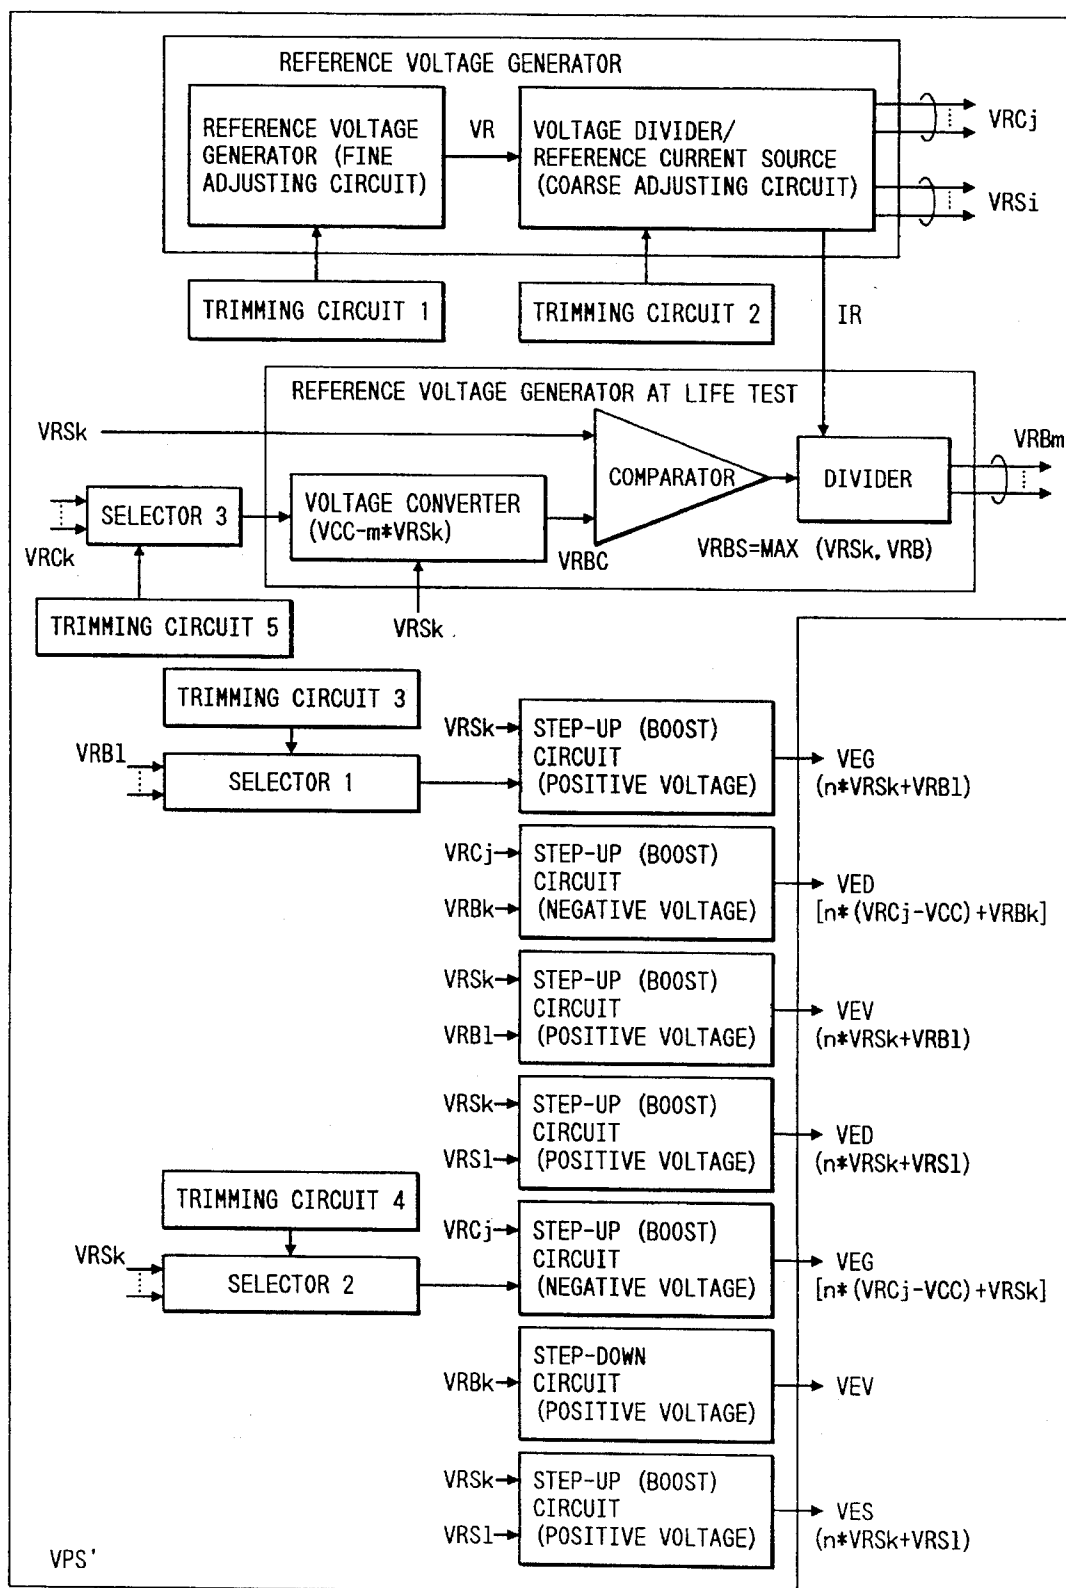 REFERENCE VOLTAGE GENERATOR
REFERENCE VOLTAGE
GENERATOR (FINE
ADJUSTING CIRCUIT)
VR
VOLTAGE DIVIDER/
REFERENCE CURRENT SOURCE
(COARSE ADJUSTING CIRCUIT)
VRCj
VRSi
TRIMMING CIRCUIT 1
TRIMMING CIRCUIT 2
IR
REFERENCE VOLTAGE GENERATOR AT LIFE TEST
VRSk
COMPARATOR
DIVIDER
VRBm
SELECTOR 3
VOLTAGE CONVERTER
(VCC-m*VRSk)
VRBC
VRBS=MAX (VRSk, VRB)
VRCk
VRSk
TRIMMING CIRCUIT 5
TRIMMING CIRCUIT 3
VRBl
SELECTOR 1
VRSk
STEP-UP (BOOST)
CIRCUIT
(POSITIVE VOLTAGE)
VEG
(n*VRSk+VRBl)
VRCj
VRBk
STEP-UP (BOOST)
CIRCUIT
(NEGATIVE VOLTAGE)
VED
[n*(VRCj-VCC)+VRBk]
VRSk
VRBl
STEP-UP (BOOST)
CIRCUIT
(POSITIVE VOLTAGE)
VEV
(n*VRSk+VRBl)
VRSk
VRSl
STEP-UP (BOOST)
CIRCUIT
(POSITIVE VOLTAGE)
VED
(n*VRSk+VRSl)
TRIMMING CIRCUIT 4
VRSk
SELECTOR 2
VRCj
STEP-UP (BOOST)
CIRCUIT
(NEGATIVE VOLTAGE)
VEG
[n*(VRCj-VCC)+VRSk]
VRBk
STEP-DOWN
CIRCUIT
(POSITIVE VOLTAGE)
VEV
VRSk
VRSl
STEP-UP (BOOST)
CIRCUIT
(POSITIVE VOLTAGE)
VES
(n*VRSk+VRSl)
VPS'